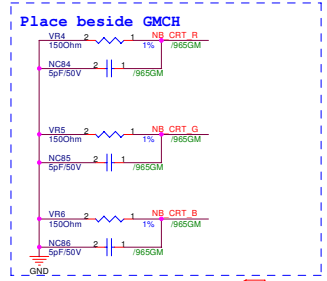 Place beside GMCH
VR4 2 1 NB_CRT_R
150Ohm 1% /965GM
NC84 2 1
5pF/50V /965GM
VR5 2 1 NB_CRT_G
150Ohm 1% /965GM
NC85 2 1
5pF/50V /965GM
VR6 2 1 NB_CRT_B
150Ohm 1% /965GM
NC86 2 1
5pF/50V /965GM
GND